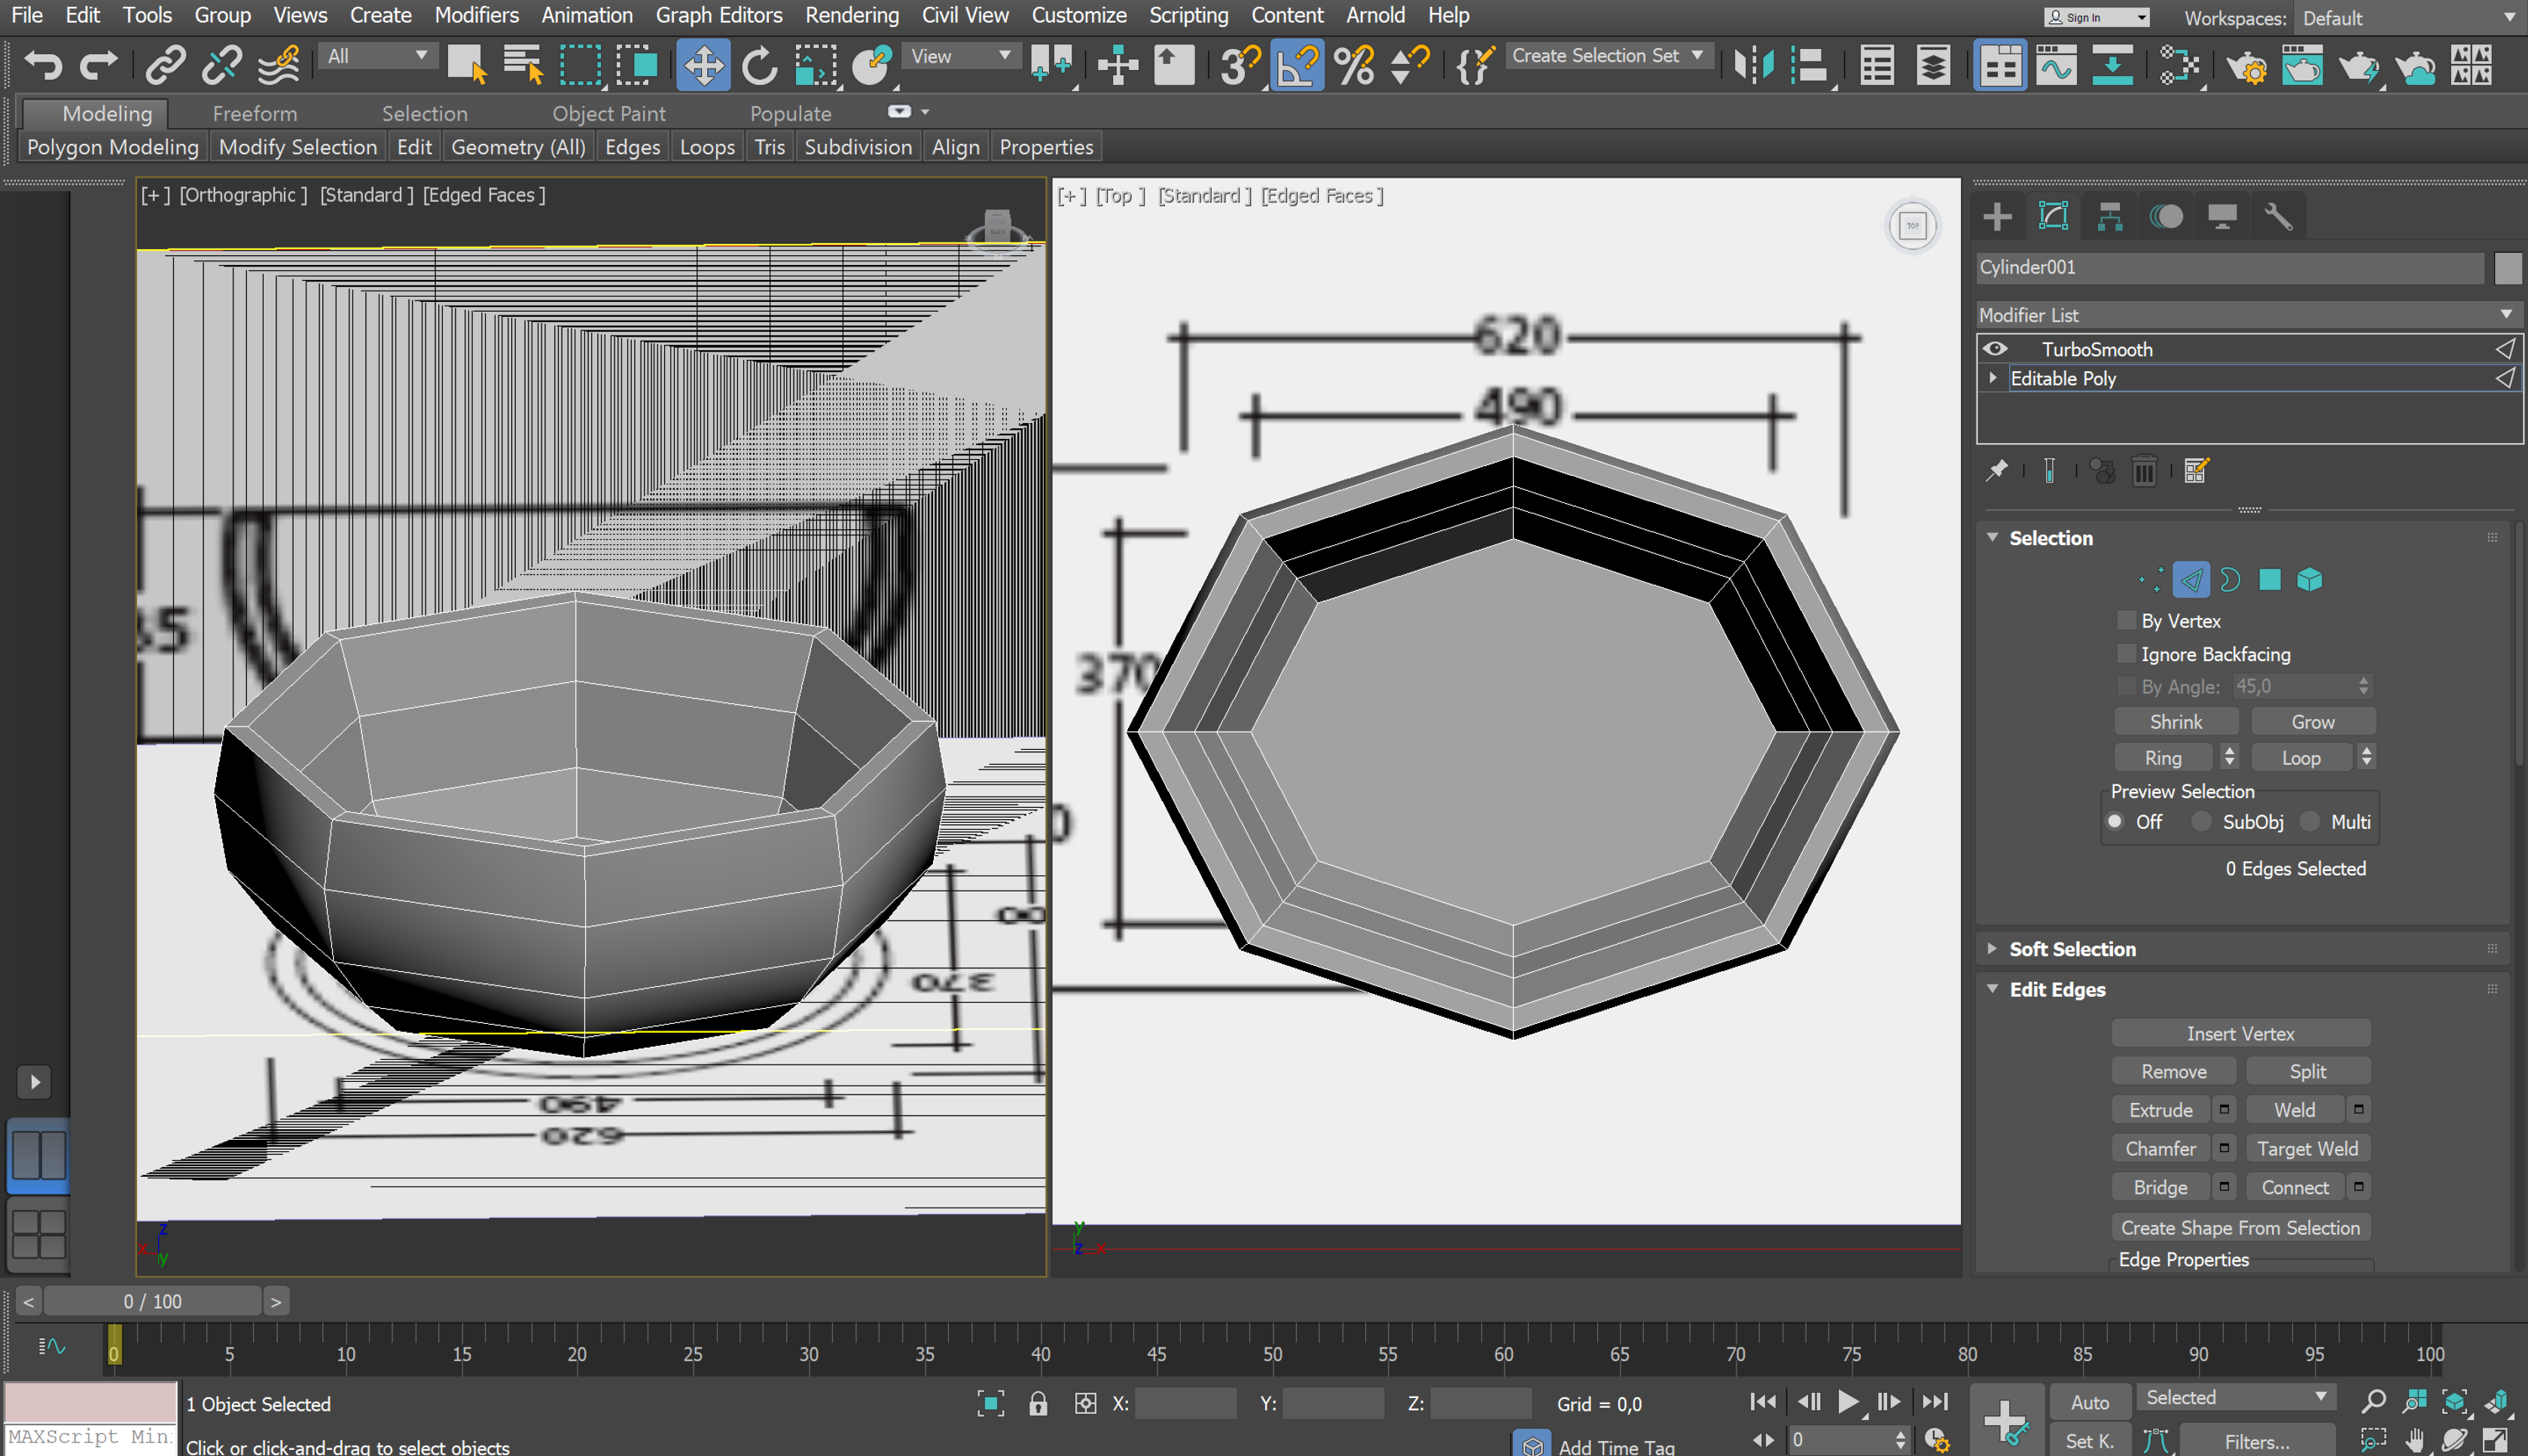 File Edit Tools Group Views Create Modifiers Animation Graph Editors Rendering Civil View Customize Scripting Content Arnold Help Sign In Workspaces: Default
All View Create Selection Set
Modeling Freeform Selection Object Paint Populate
Polygon Modeling Modify Selection Edit Geometry (All) Edges Loops Tris Subdivision Align Properties
[+] [Orthographic ] [Standard ] [Edged Faces ]
[+] [Top ] [Standard ] [Edged Faces ]
BACK
TOP
620
490
370
370
490
620
x z y
y z x
Cylinder001
Modifier List
TurboSmooth
Editable Poly
Selection
By Vertex
Ignore Backfacing
By Angle: 45,0
Shrink Grow
Ring Loop
Preview Selection
Off SubObj Multi
0 Edges Selected
Soft Selection
Edit Edges
Insert Vertex
Remove Split
Extrude Weld
Chamfer Target Weld
Bridge Connect
Create Shape From Selection
Edge Properties
< 0 / 100 >
0 5 10 15 20 25 30 35 40 45 50 55 60 65 70 75 80 85 90 95 100
1 Object Selected X: Y: Z: Grid = 0,0 Auto Selected
MAXScript Min Click or click-and-drag to select objects Add Time Tag 0 Set K. Filters...